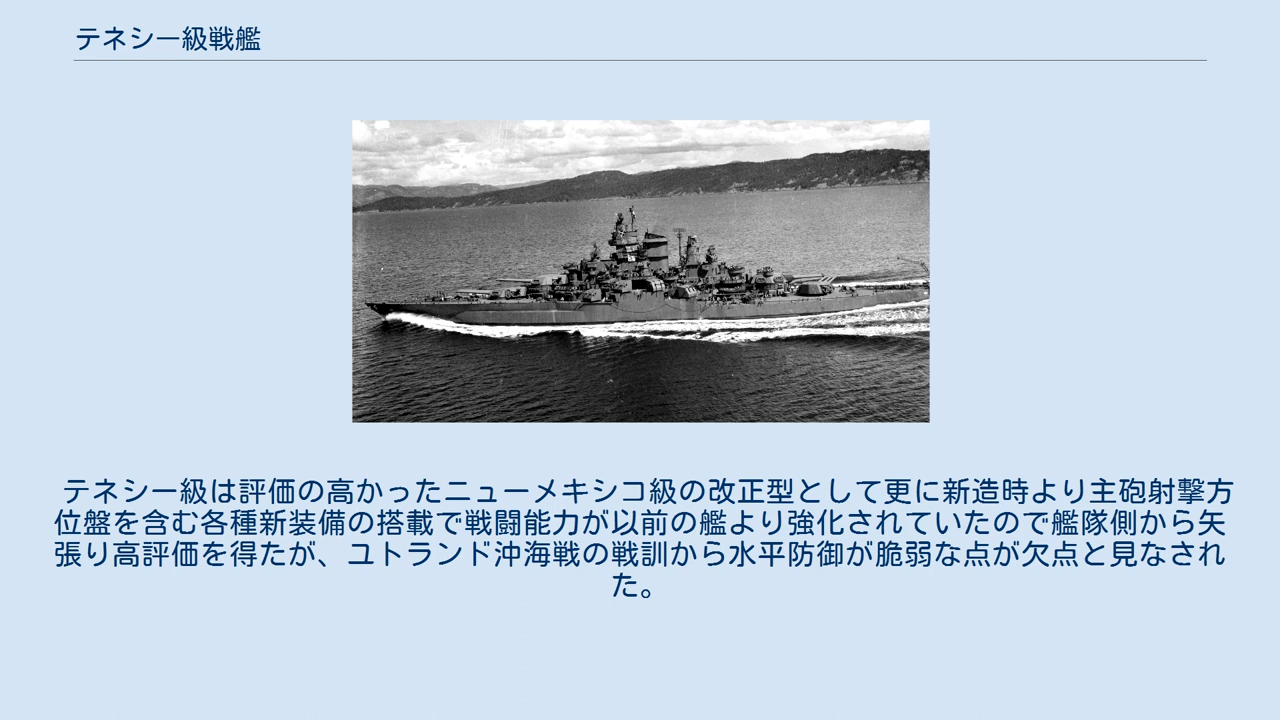 テネシー級戦艦
テネシー級は評価の高かったニューメキシコ級の改正型として更に新造時より主砲射撃方
位盤を含む各種新装備の搭載で戦闘能力が以前の艦より強化されていたので艦隊側から矢
張り高評価を得たが、ユトランド沖海戦の戦訓から水平防御が脆弱な点が欠点と見なされ
た。